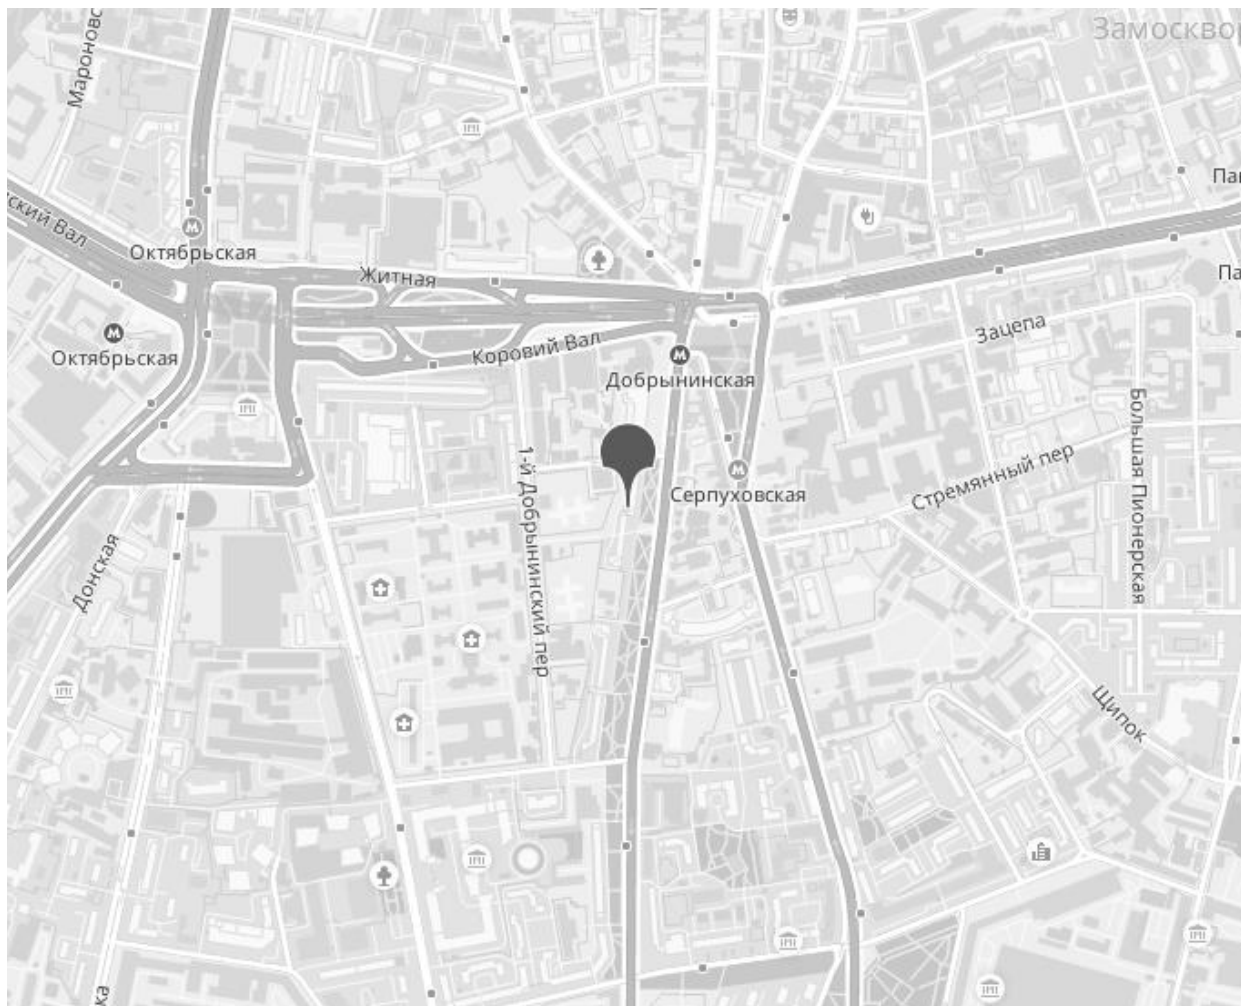 Замоскво
Мароновс
Па
ский Вал
Октябрьская
Житная
Па
Зацепа
Коровий Вал
Октябрьская
Добрынинская
Большая Пионерская
1-й Добрынинский пер
Стремянный пер
Серпуховская
Донская
Щипок
ка